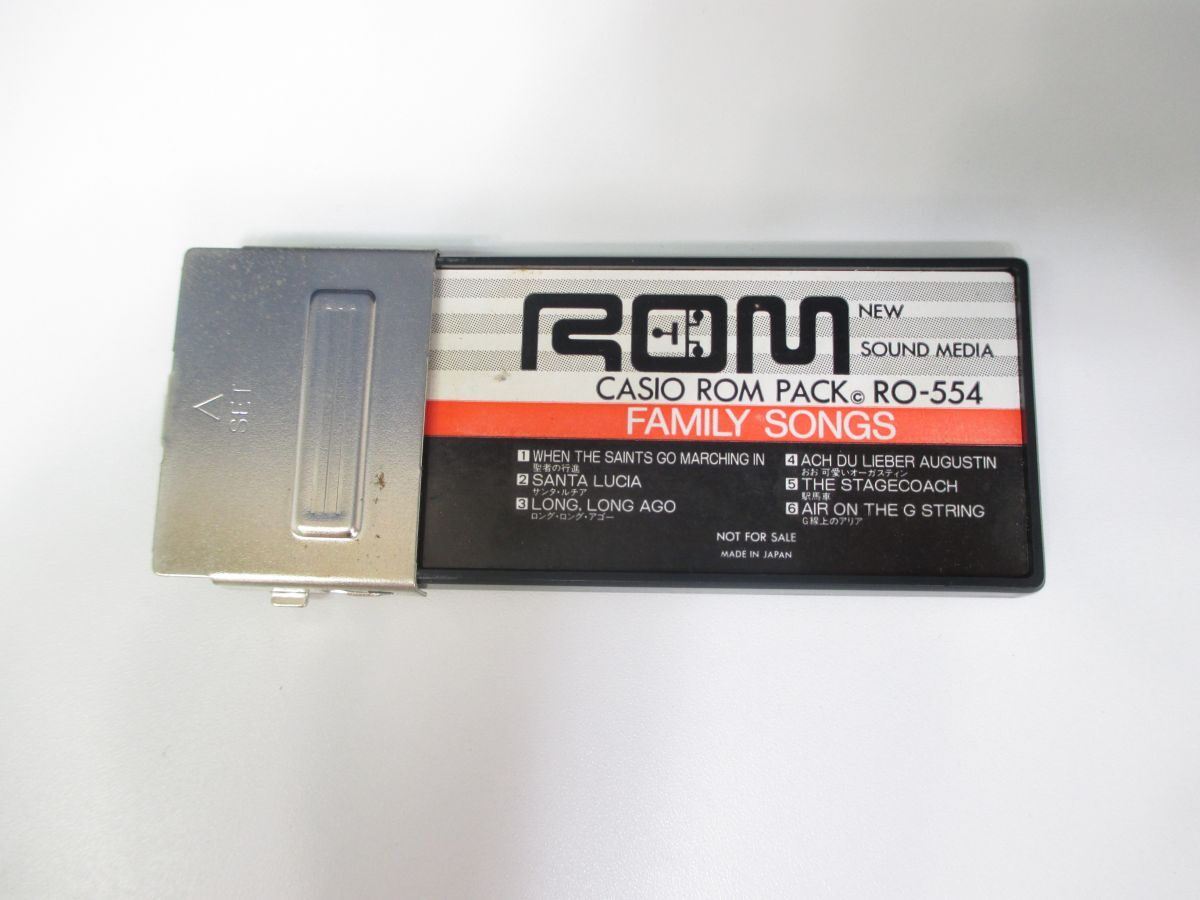 SET
ROM
NEW
SOUND MEDIA
CASIO ROM PACK© RO-554
FAMILY SONGS
1 WHEN THE SAINTS GO MARCHING IN
聖者の行進
2 SANTA LUCIA
サンタ・ルチア
3 LONG, LONG AGO
ロング・ロング・アゴー
4 ACH DU LIEBER AUGUSTIN
おお可愛いオーガスティン
5 THE STAGECOACH
駅馬車
6 AIR ON THE G STRING
G線上のアリア
NOT FOR SALE
MADE IN JAPAN